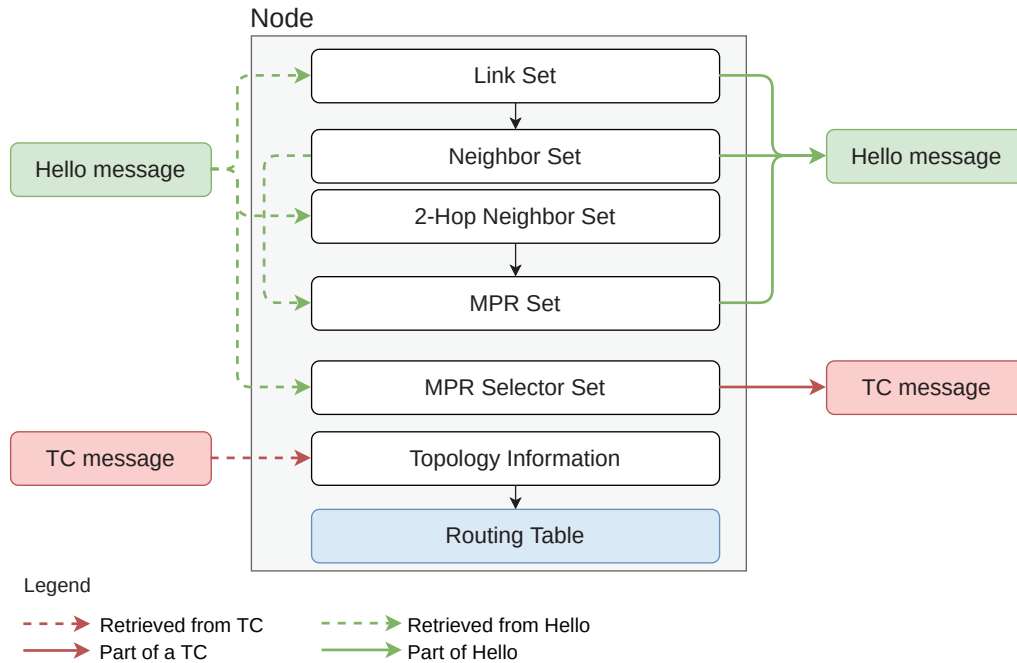 Node
Link Set
Neighbor Set
2-Hop Neighbor Set
MPR Set
MPR Selector Set
Topology Information
Routing Table
Hello message
TC message
Hello message
TC message
Legend
Retrieved from TC
Part of a TC
Retrieved from Hello
Part of Hello